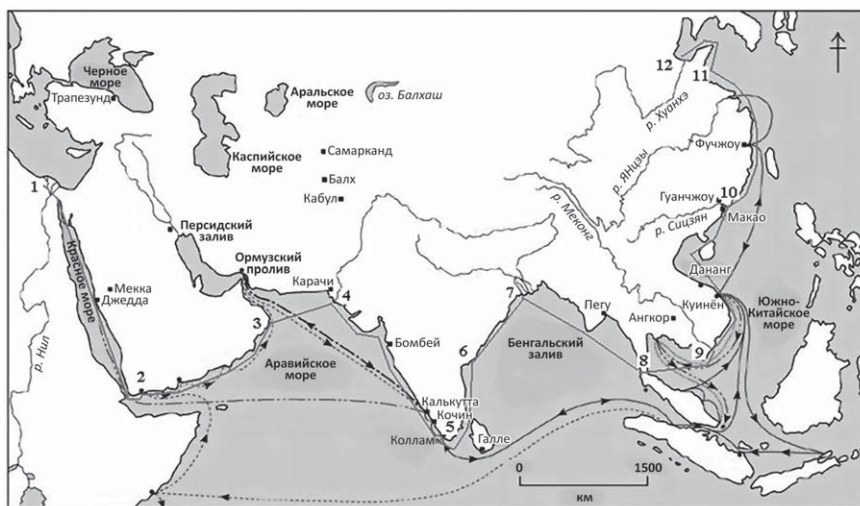 Черное
море
Трапезунд
Аральское
море
оз. Балхаш
Каспийское
море
Самарканд
Балх
Кабул
12
11
р. Хуанхэ
Фучжоу
р. ЯНцзы
Гуанчжоу
10
р. Сицзян
Макао
р. Меконг
1
Персидский
залив
Ормузский
пролив
Карачи
4
Красное море
Мекка
Джедда
р. Нил
3
2
Аравийское
море
Бомбей
7
6
Бенгальский
залив
Пегу
Ангкор
8
9
Дананг
Куинён
Южно-
Китайское
море
Калькутта
Кочин
5
Коллам
Галле
0
1500
км